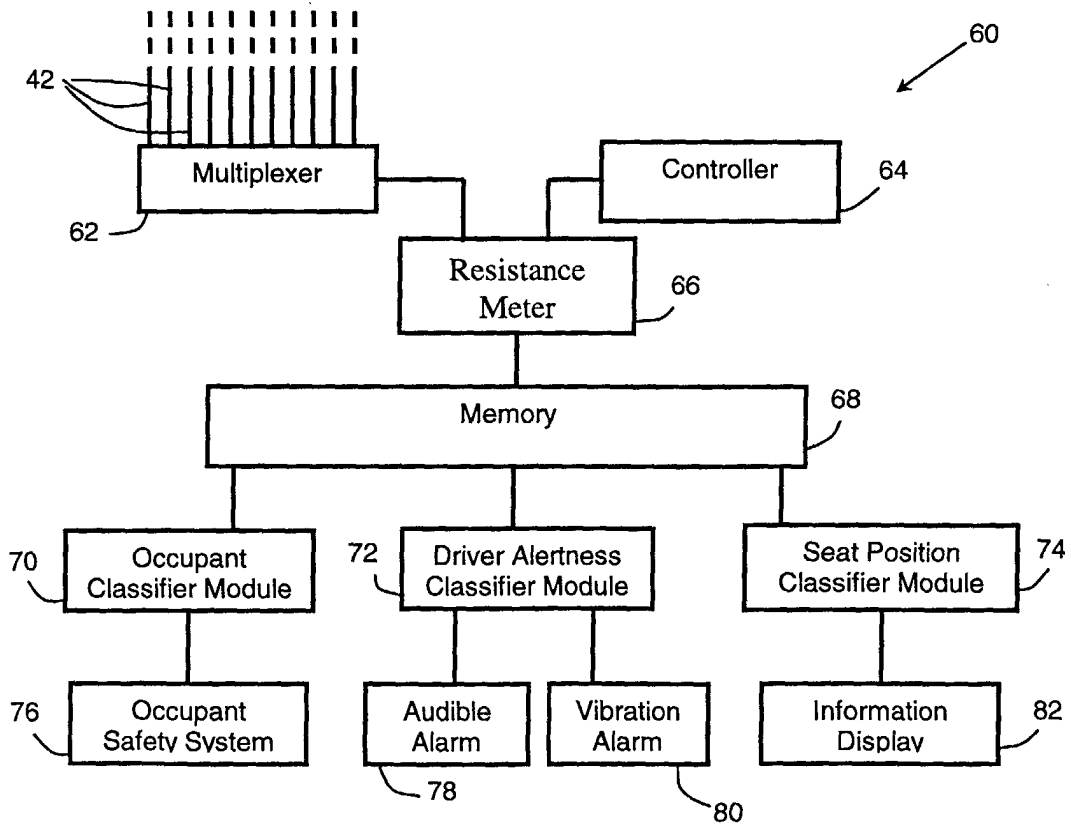 60
42
Multiplexer
Controller
64
62
Resistance
Meter
66
Memory
68
70
Occupant
Classifier Module
72
Driver Alertness
Classifier Module
Seat Position
Classifier Module
74
76
Occupant
Safety System
Audible
Alarm
Vibration
Alarm
Information
Display
82
78
80